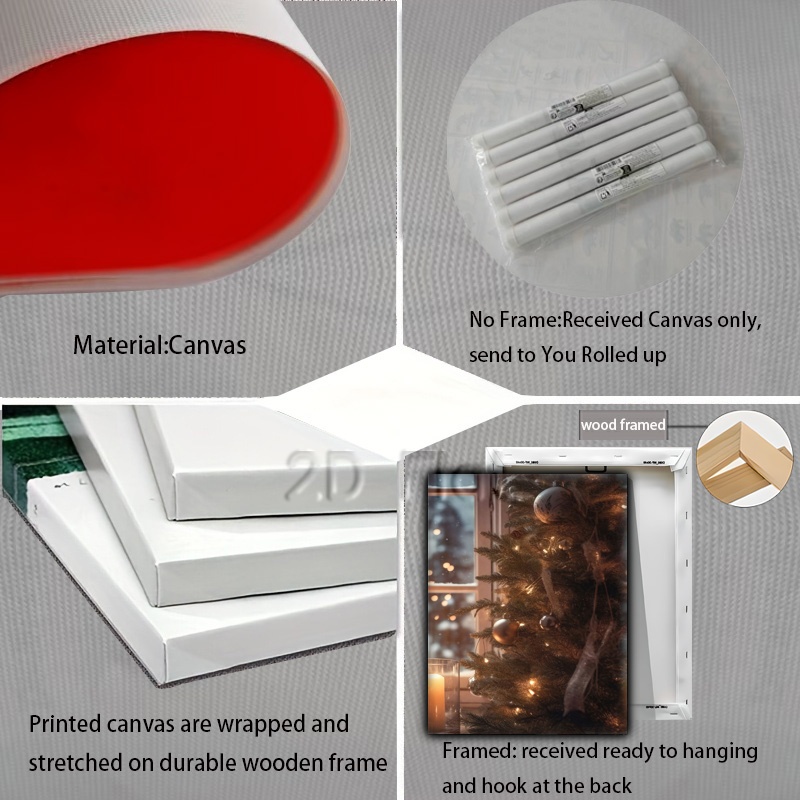 Material:Canvas
No Frame:Received Canvas only,
send to You Rolled up
2D
wood framed
Printed canvas are wrapped and
stretched on durable wooden frame
Framed: received ready to hanging
and hook at the back